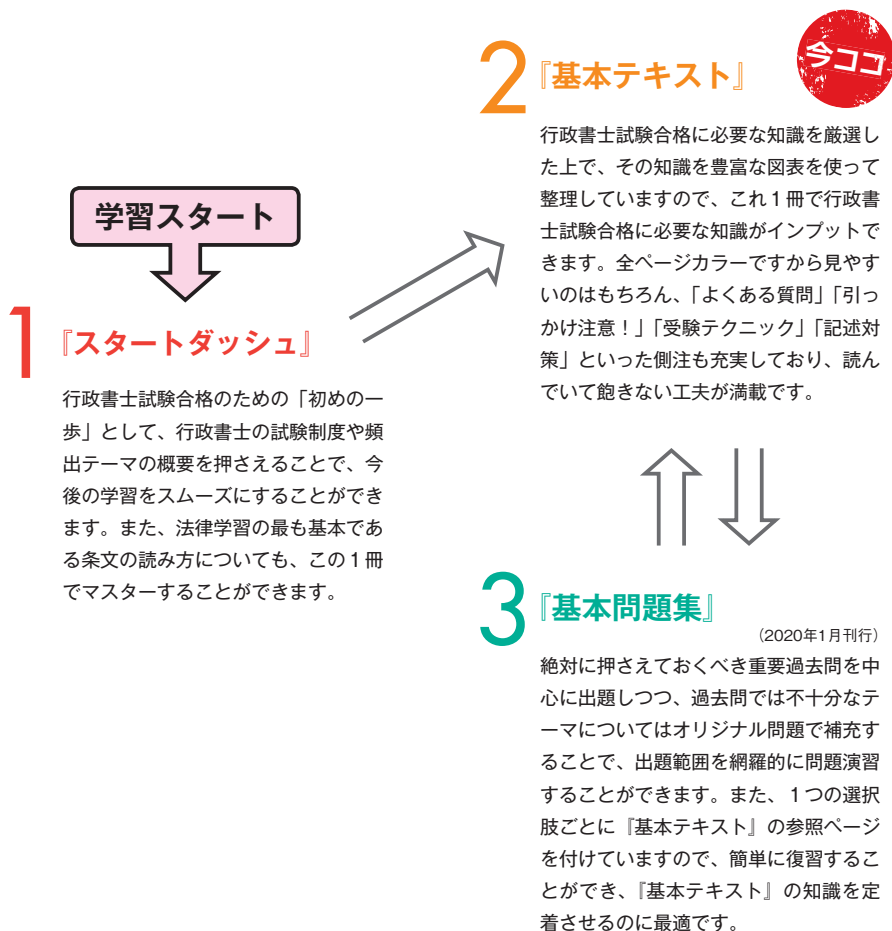 学習スタート
1
『スタートダッシュ』
行政書士試験合格のための「初めの一
歩」として、行政書士の試験制度や頻
出テーマの概要を押さえることで、今
後の学習をスムーズにすることができ
ます。また、法律学習の最も基本であ
る条文の読み方についても、この1冊
でマスターすることができます。
2
『基本テキスト』
今ココ
行政書士試験合格に必要な知識を厳選し
た上で、その知識を豊富な図表を使って
整理していますので、これ1冊で行政書
士試験合格に必要な知識がインプットで
きます。全ページカラーですから見やす
いのはもちろん、「よくある質問」「引っ
かけ注意！」「受験テクニック」「記述対
策」といった側注も充実しており、読ん
でいて飽きない工夫が満載です。
3
『基本問題集』
（2020年1月刊行）
絶対に押さえておくべき重要過去問を中
心に出題しつつ、過去問では不十分なテ
ーマについてはオリジナル問題で補充す
ることで、出題範囲を網羅的に問題演習
することができます。また、1つの選択
肢ごとに『基本テキスト』の参照ページ
を付けていますので、簡単に復習するこ
とができ、『基本テキスト』の知識を定
着させるのに最適です。